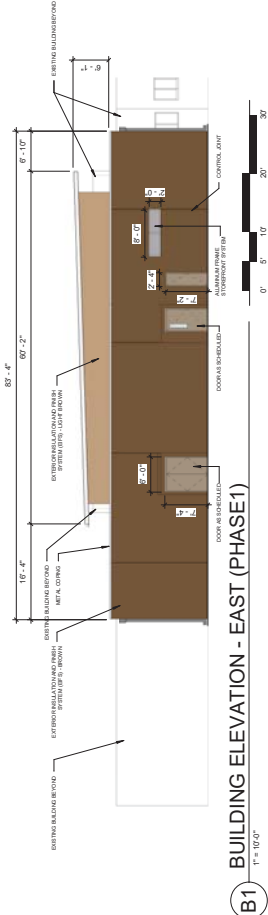 83' - 4"
16' - 4"
60' - 2"
6' - 10"
6' - 1"
EXISTING BUILDING BEYOND
EXTERIOR INSULATION AND FINISH
SYSTEM (EIFS) - BROWN
EXISTING BUILDING BEYOND
METAL COPING
EXTERIOR INSULATION AND FINISH
SYSTEM (EIFS) - LIGHT BROWN
EXISTING BUILDING BEYOND
6' - 0"
7' - 4"
2' - 4"
7' - 2"
8' - 0"
2' - 0"
DOOR AS SCHEDULED
DOOR AS SCHEDULED
ALUMINUM FRAME
STOREFRONT SYSTEM
CONTROL JOINT
B1
BUILDING ELEVATION - EAST (PHASE1)
1" = 10'-0"
0' 5' 10' 20' 30'